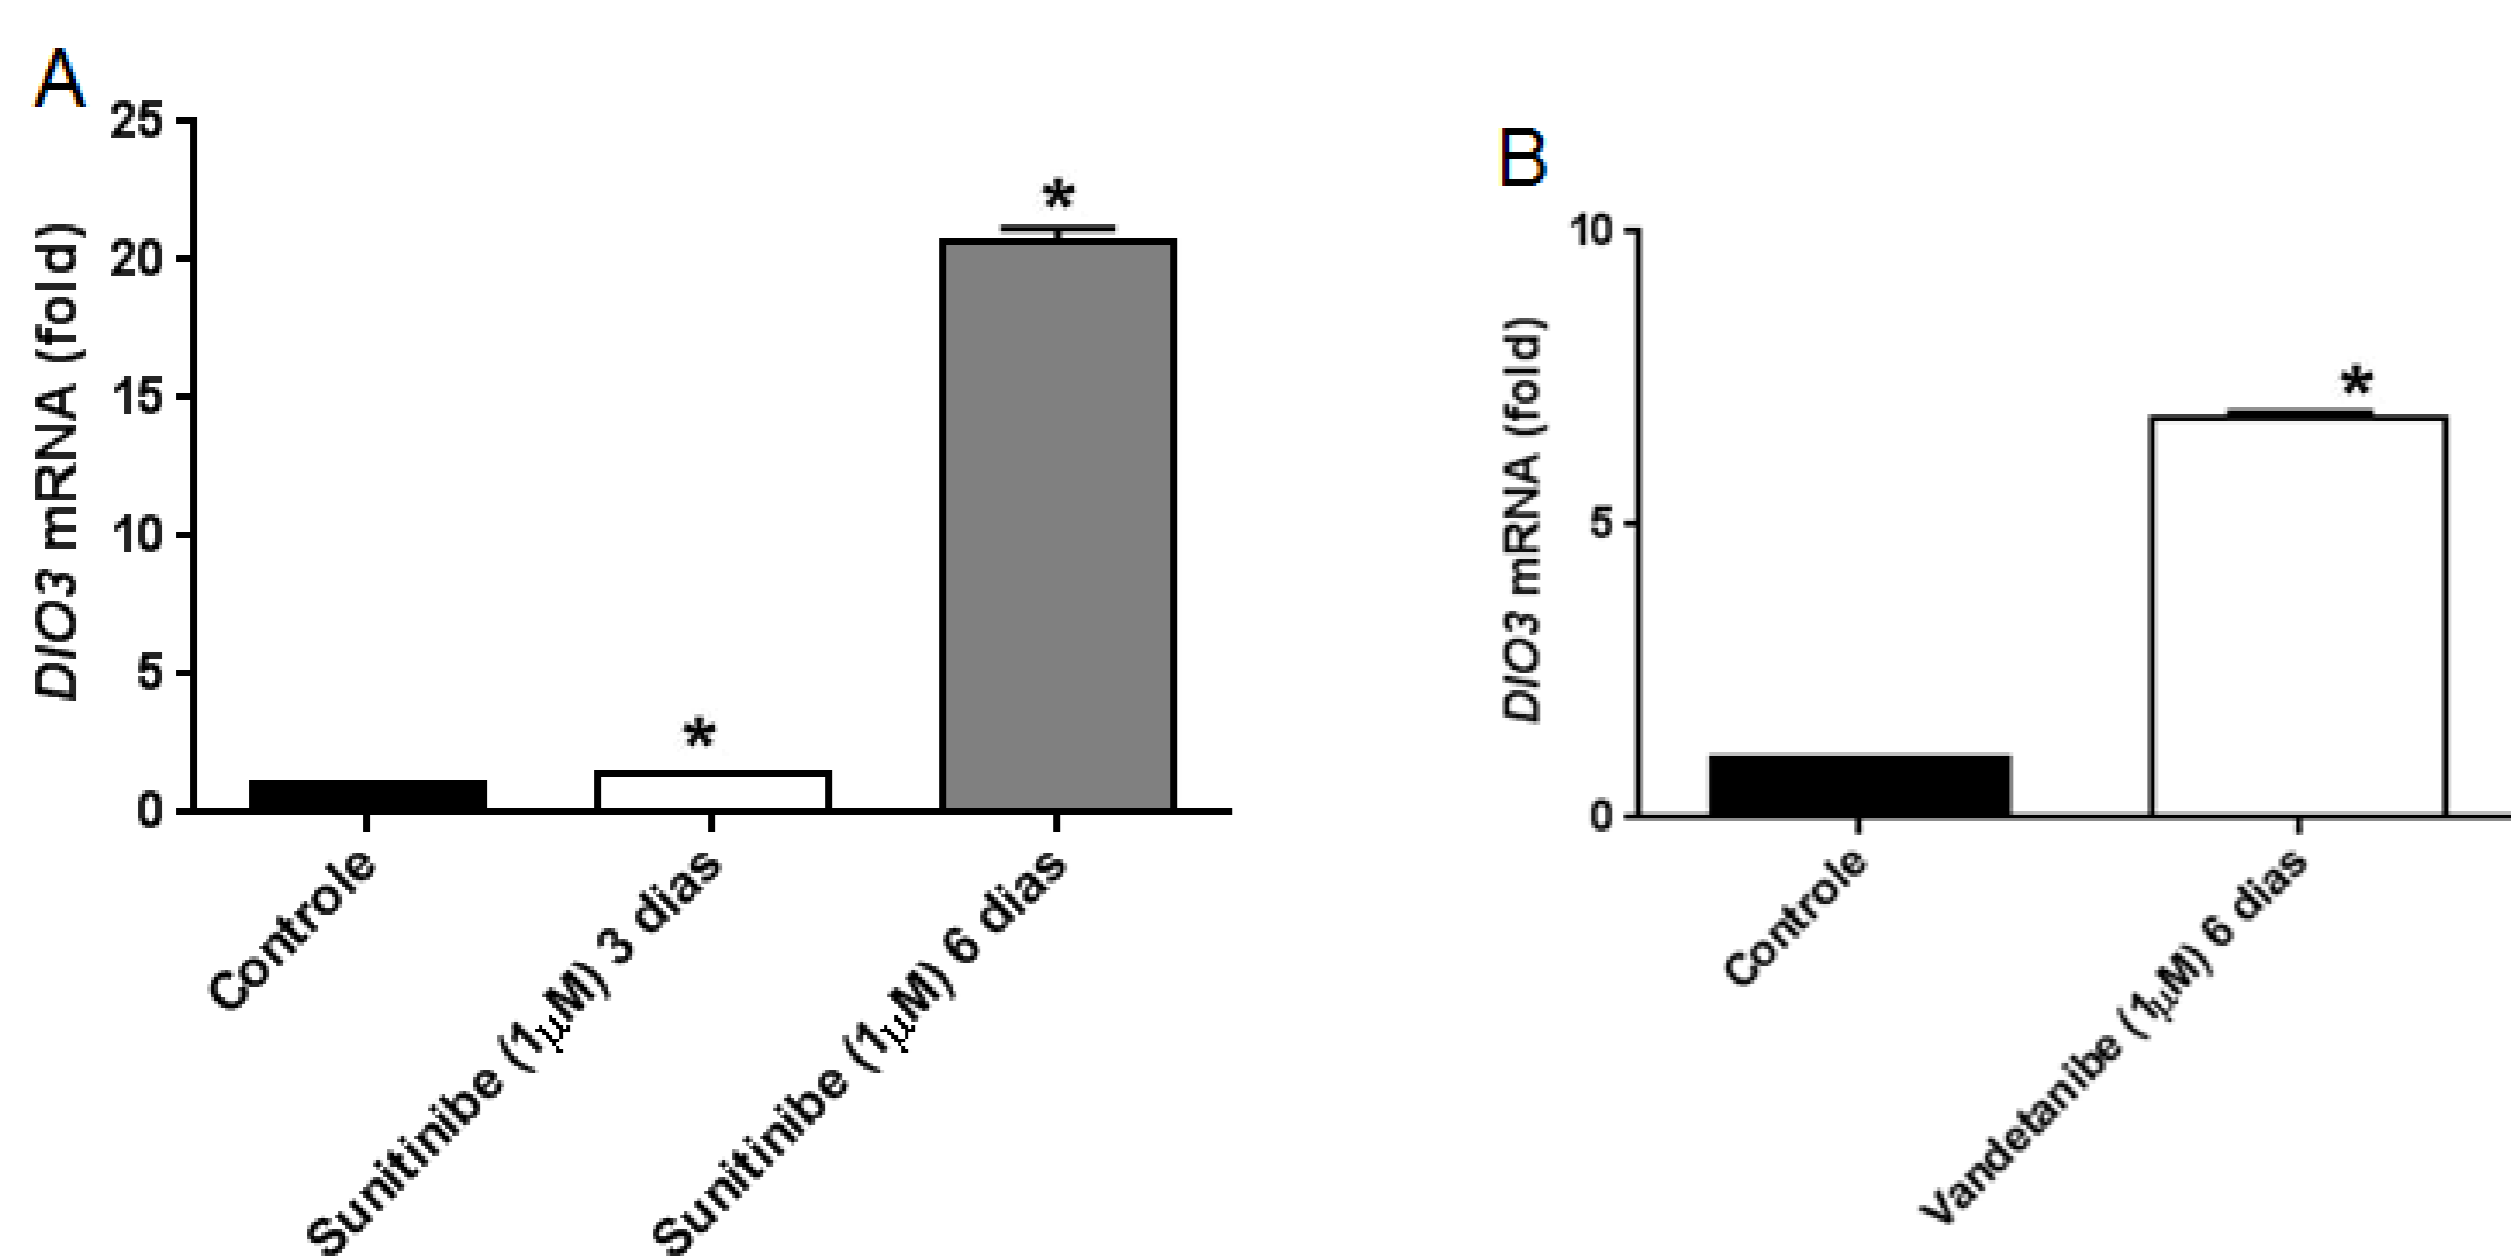 A
25
20
15
10
5
0
DIO3 mRNA (fold)
*
*
Controle
Sunitinibe (1μM) 3 dias
Sunitinibe (1μM) 6 dias
B
10
5
0
DIO3 mRNA (fold)
*
Controle
Vandetanibe (1μM) 6 dias